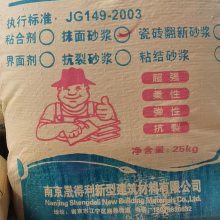 执行标准: JG149-2003
粘合剂○ 抹面砂浆○ 瓷砖翻新砂浆○
界面剂○ 抗裂砂浆○ 粘结砂浆○
超强
柔性
弹性
抗裂
净含量: 25kg
南京思得利新型建筑材料有限公司
Nanjing Shengdeli New Building Materials Co., Ltd